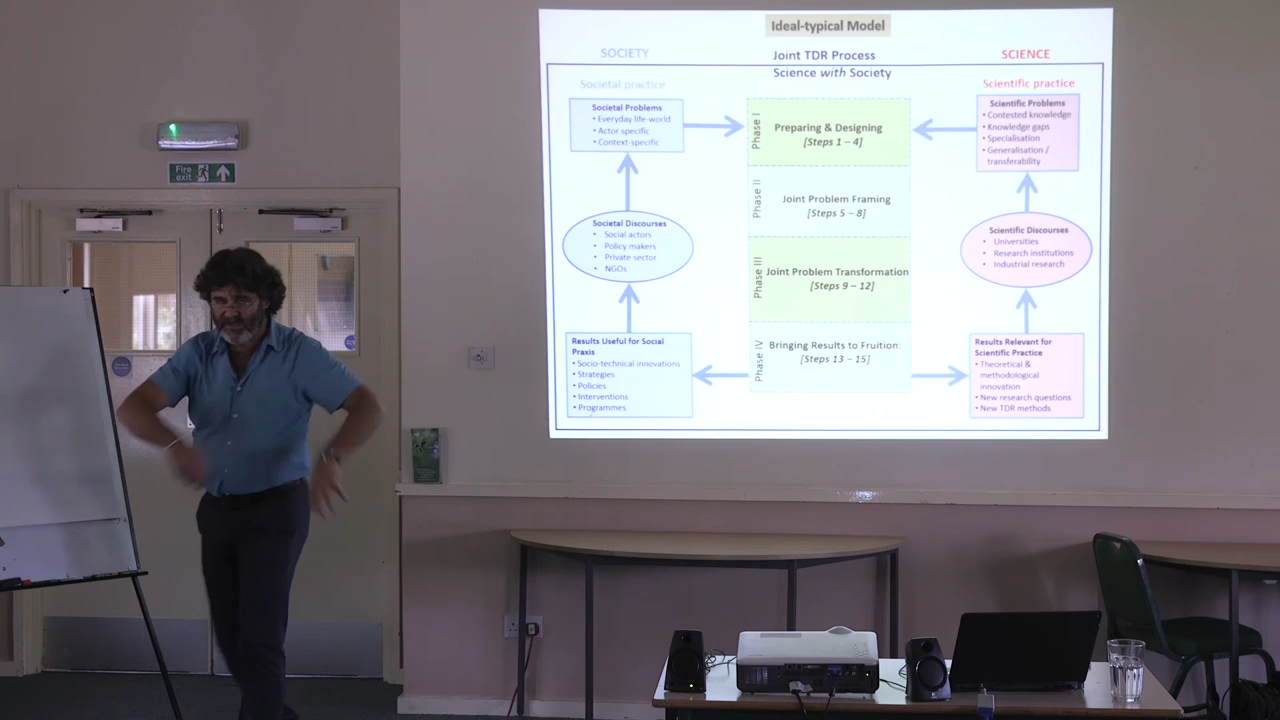 Ideal-typical Model
SOCIETY
Joint TDR Process
Science with Society
SCIENCE
Societal practice
Scientific practice
Societal Problems
• Everyday life-world
• Actor specific
• Context-specific
Phase I
Preparing & Designing
[Steps 1 – 4]
Scientific Problems
• Contested knowledge
• Knowledge gaps
• Specialisation
• Generalisation /
transferability
Phase II
Joint Problem Framing
[Steps 5 – 8]
Societal Discourses
• Social actors
• Policy makers
• Private sector
• NGOs
Scientific Discourses
• Universities
• Research institutions
• Industrial research
Phase III
Joint Problem Transformation
[Steps 9 – 12]
Results Useful for Social
Praxis
• Socio-technical innovations
• Strategies
• Policies
• Interventions
• Programmes
Phase IV
Bringing Results to Fruition:
[Steps 13 – 15]
Results Relevant for
Scientific Practice
• Theoretical &
methodological
innovation
• New research questions
• New TDR methods
Fire
exit